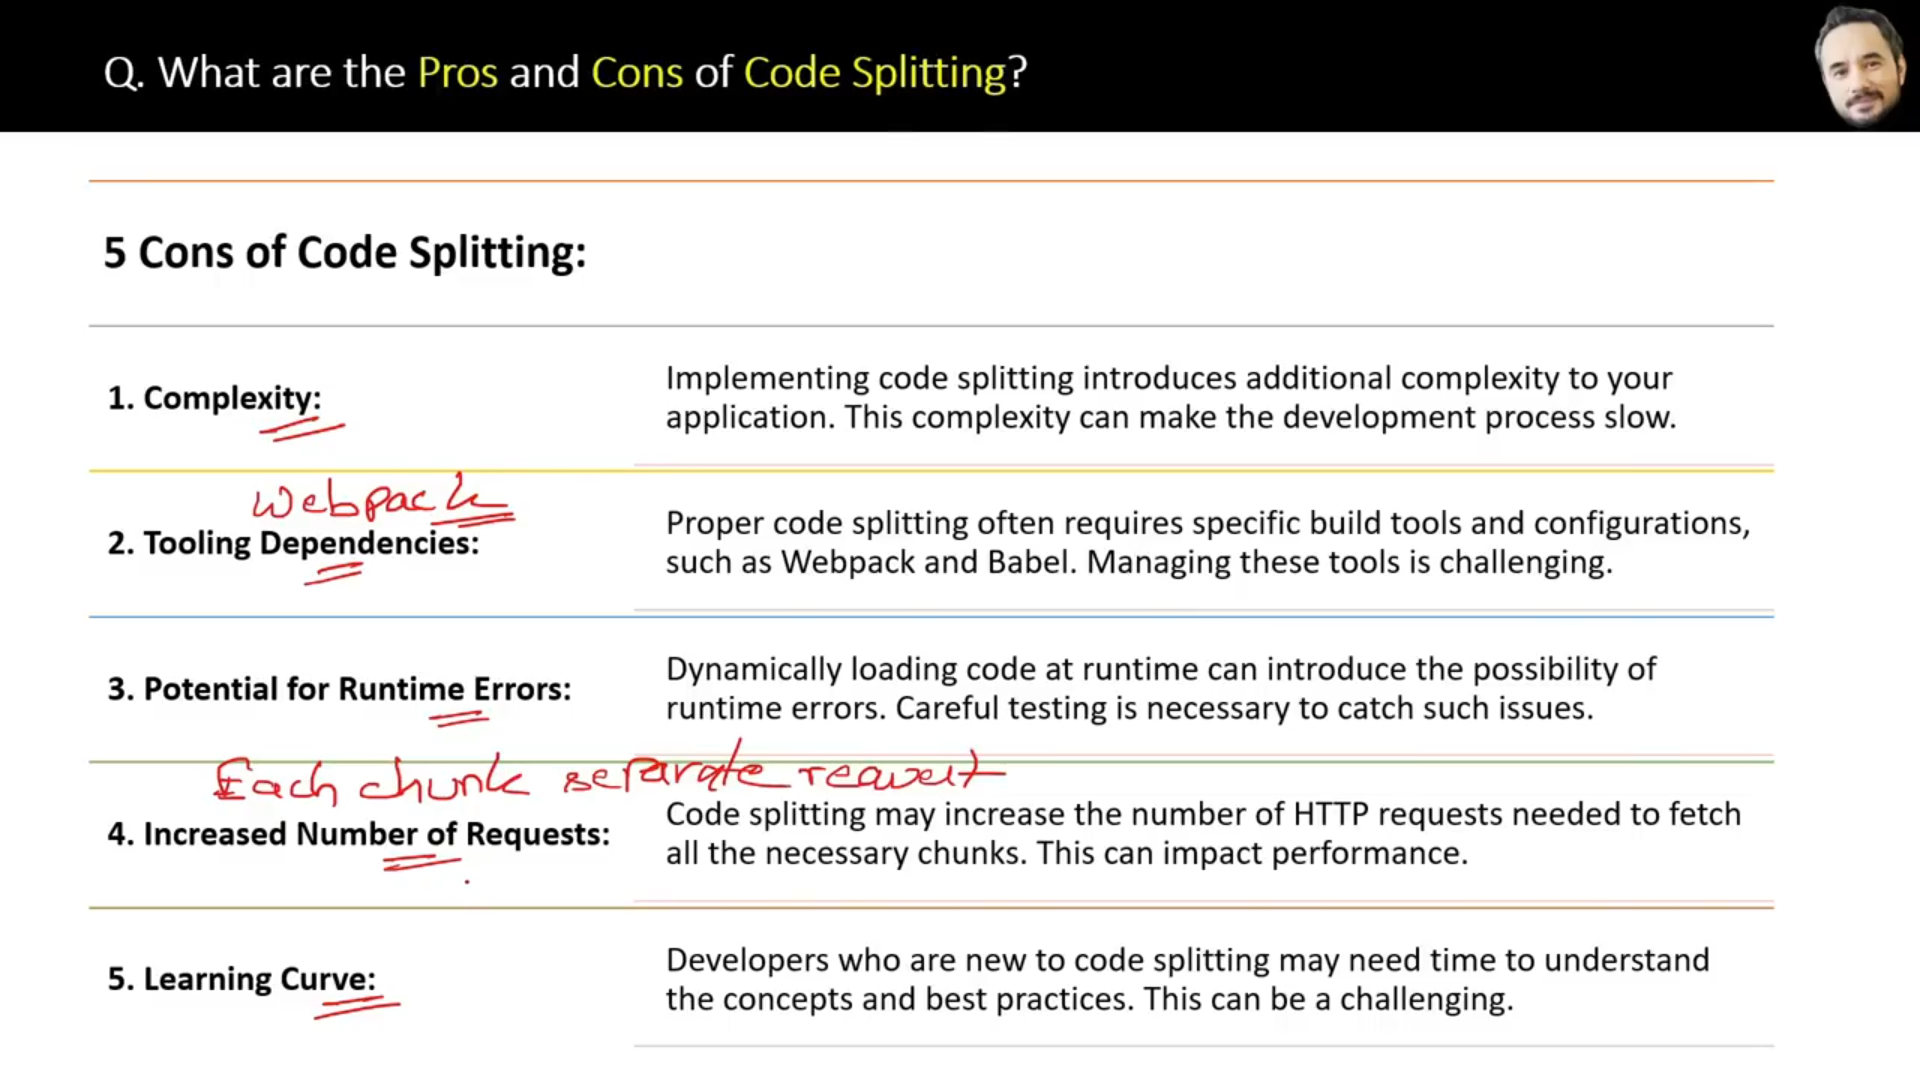 Q. What are the Pros and Cons of Code Splitting?
5 Cons of Code Splitting:
1. Complexity:
Implementing code splitting introduces additional complexity to your
application. This complexity can make the development process slow.
Webpack
2. Tooling Dependencies:
Proper code splitting often requires specific build tools and configurations,
such as Webpack and Babel. Managing these tools is challenging.
3. Potential for Runtime Errors:
Dynamically loading code at runtime can introduce the possibility of
runtime errors. Careful testing is necessary to catch such issues.
Each chunk separate request
4. Increased Number of Requests:
Code splitting may increase the number of HTTP requests needed to fetch
all the necessary chunks. This can impact performance.
5. Learning Curve:
Developers who are new to code splitting may need time to understand
the concepts and best practices. This can be a challenging.